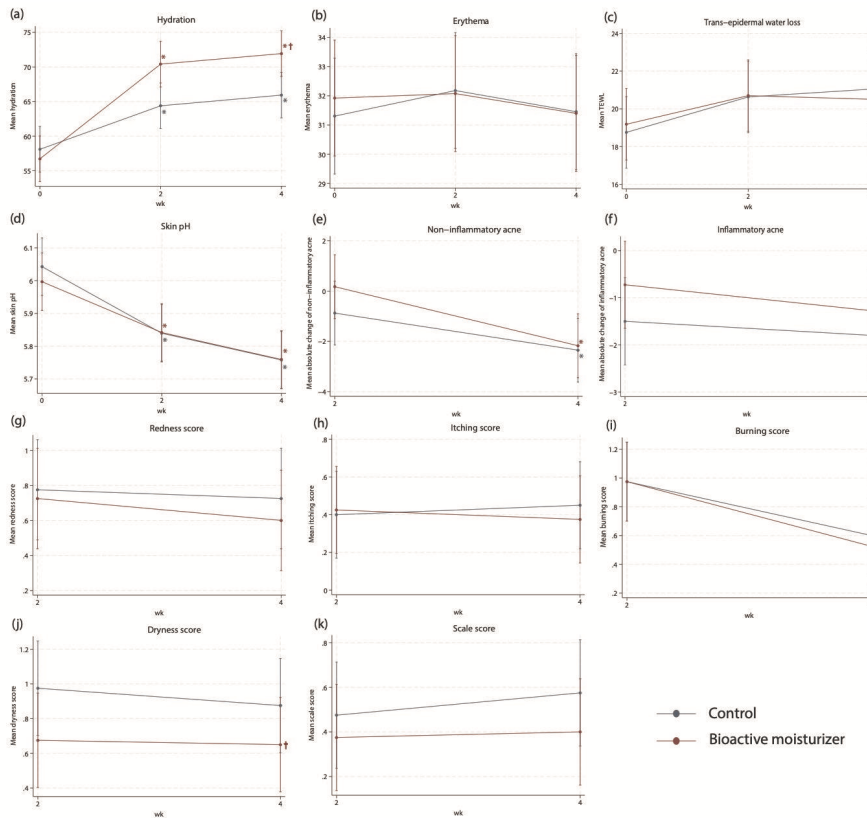 (a)
Hydration
75
70
65
60
55
Mean hydration
0
2
4
wk
*
*
*†
*
(b)
Erythema
34
33
32
31
30
29
Mean erythema
0
2
4
wk
(c)
Trans-epidermal water loss
24
22
20
18
16
Mean TEWL
0
2
wk
(d)
Skin pH
6.1
6
5.9
5.8
5.7
Mean skin pH
0
2
4
wk
*
*
*
*
(e)
Non-inflammatory acne
2
0
-2
-4
Mean absolute change of non-inflammatory acne
2
4
wk
*
*
(f)
Inflammatory acne
0
-1
-2
-3
Mean absolute change of inflammatory acne
2
wk
(g)
Redness score
1
.8
.6
.4
.2
Mean redness score
2
4
wk
(h)
Itching score
.8
.6
.4
.2
0
Mean itching score
2
4
wk
(i)
Burning score
1.2
1
.8
.6
.4
.2
Mean burning score
2
wk
(j)
Dryness score
1.2
1
.8
.6
.4
Mean dryness score
2
4
wk
†
(k)
Scale score
.8
.6
.4
.2
Mean scale score
2
4
wk
Control
Bioactive moisturizer